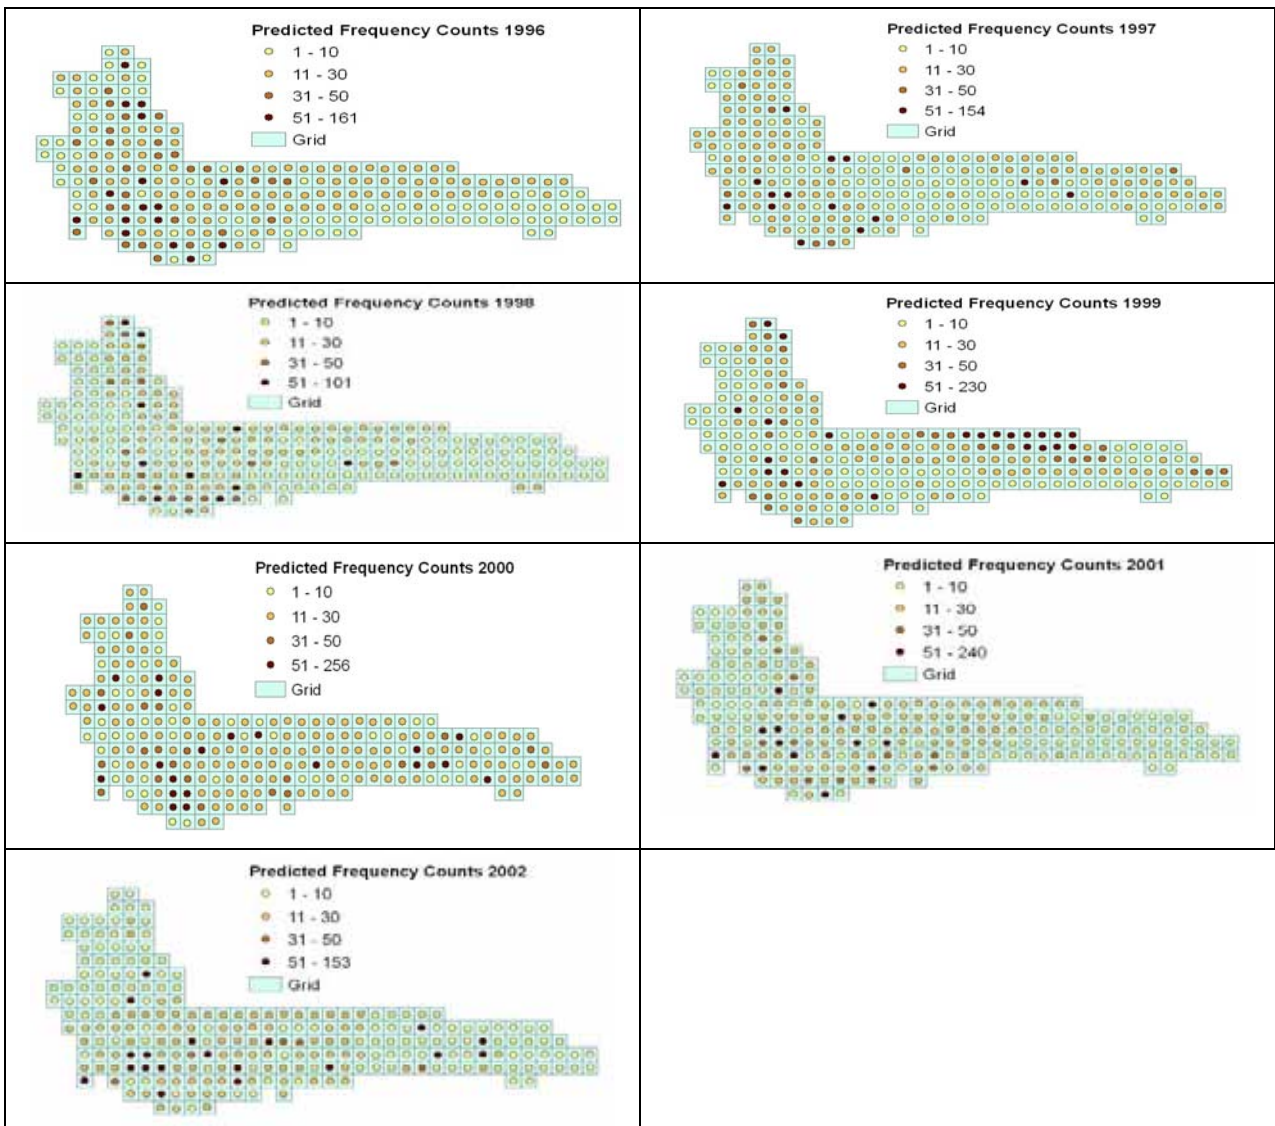 Predicted Frequency Counts 1996
1 - 10
11 - 30
31 - 50
51 - 161
Grid
Predicted Frequency Counts 1997
1 - 10
11 - 30
31 - 50
51 - 154
Grid
Predicted Frequency Counts 1998
1 - 10
11 - 30
31 - 50
51 - 101
Grid
Predicted Frequency Counts 1999
1 - 10
11 - 30
31 - 50
51 - 230
Grid
Predicted Frequency Counts 2000
1 - 10
11 - 30
31 - 50
51 - 256
Grid
Predicted Frequency Counts 2001
1 - 10
11 - 30
31 - 50
51 - 240
Grid
Predicted Frequency Counts 2002
1 - 10
11 - 30
31 - 50
51 - 153
Grid